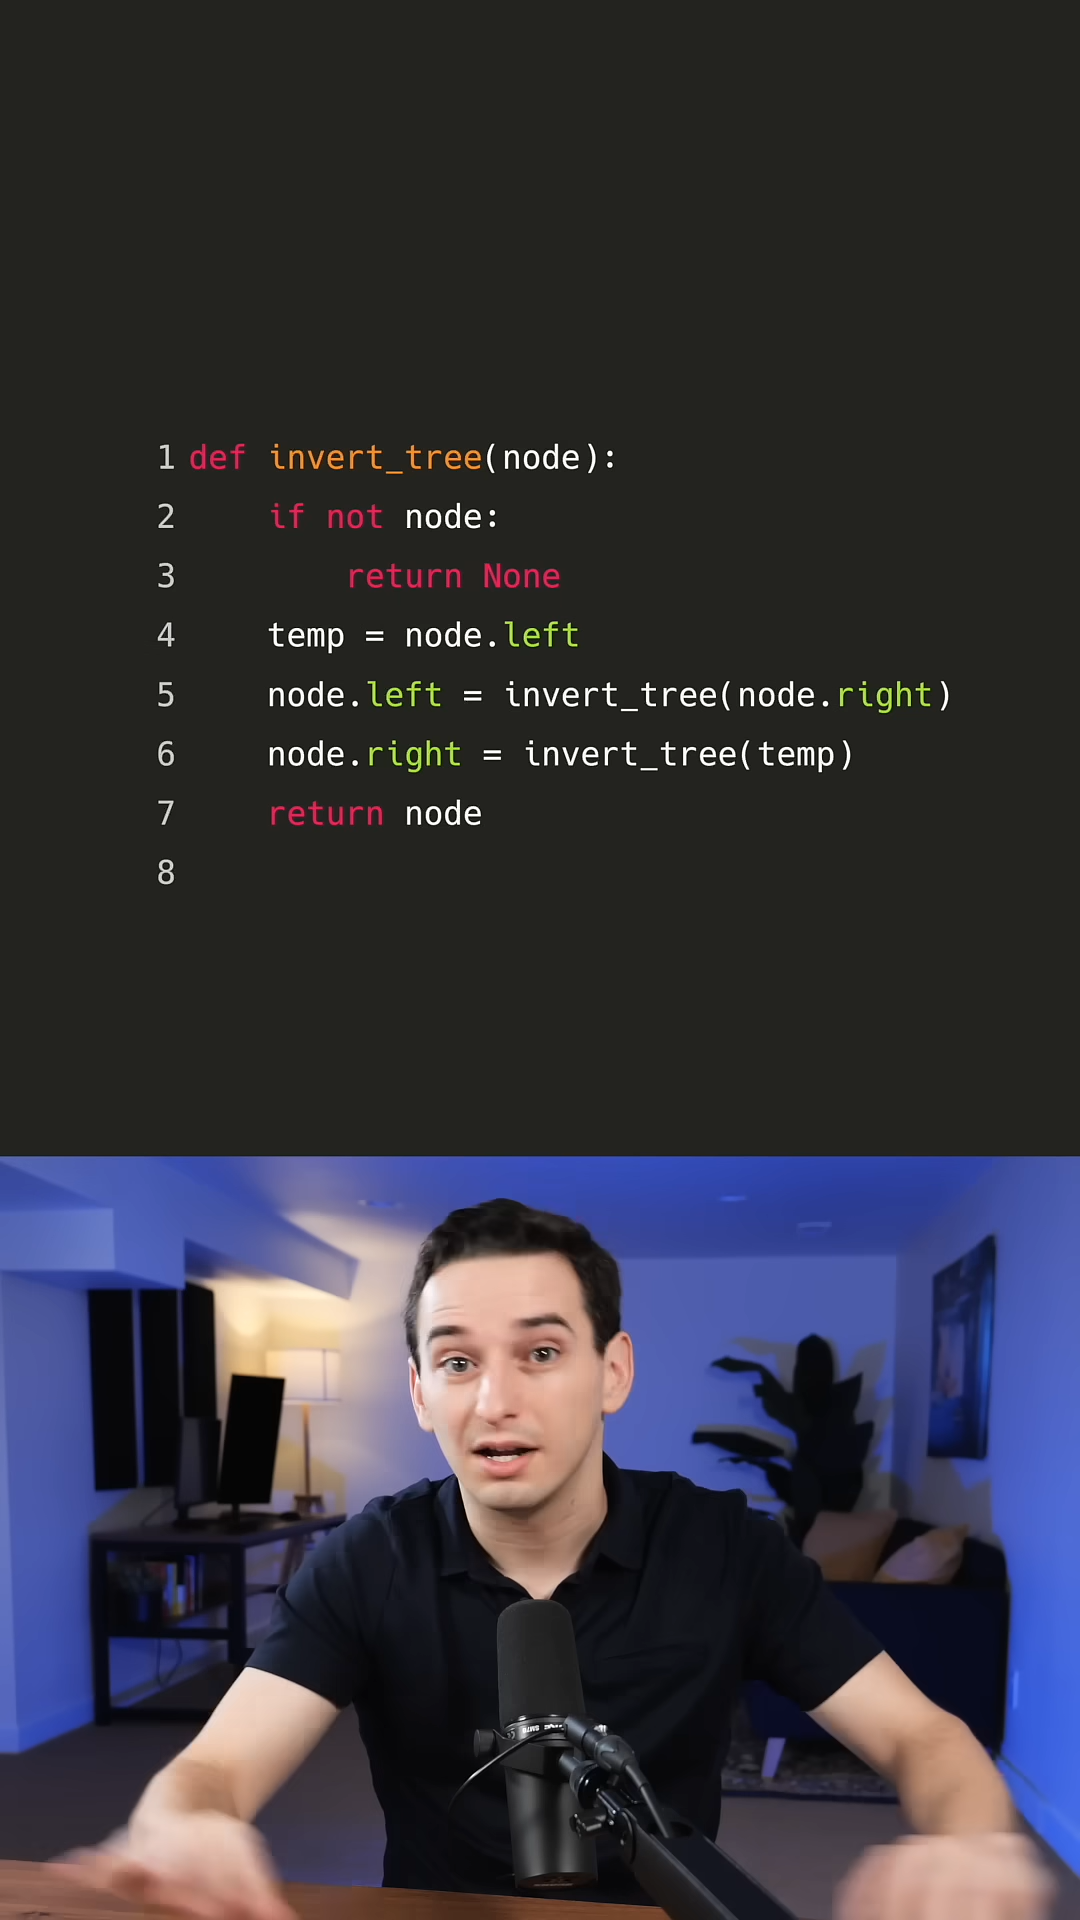 1 def invert_tree(node):
2     if not node:
3         return None
4     temp = node.left
5     node.left = invert_tree(node.right)
6     node.right = invert_tree(temp)
7     return node
8
SM7B